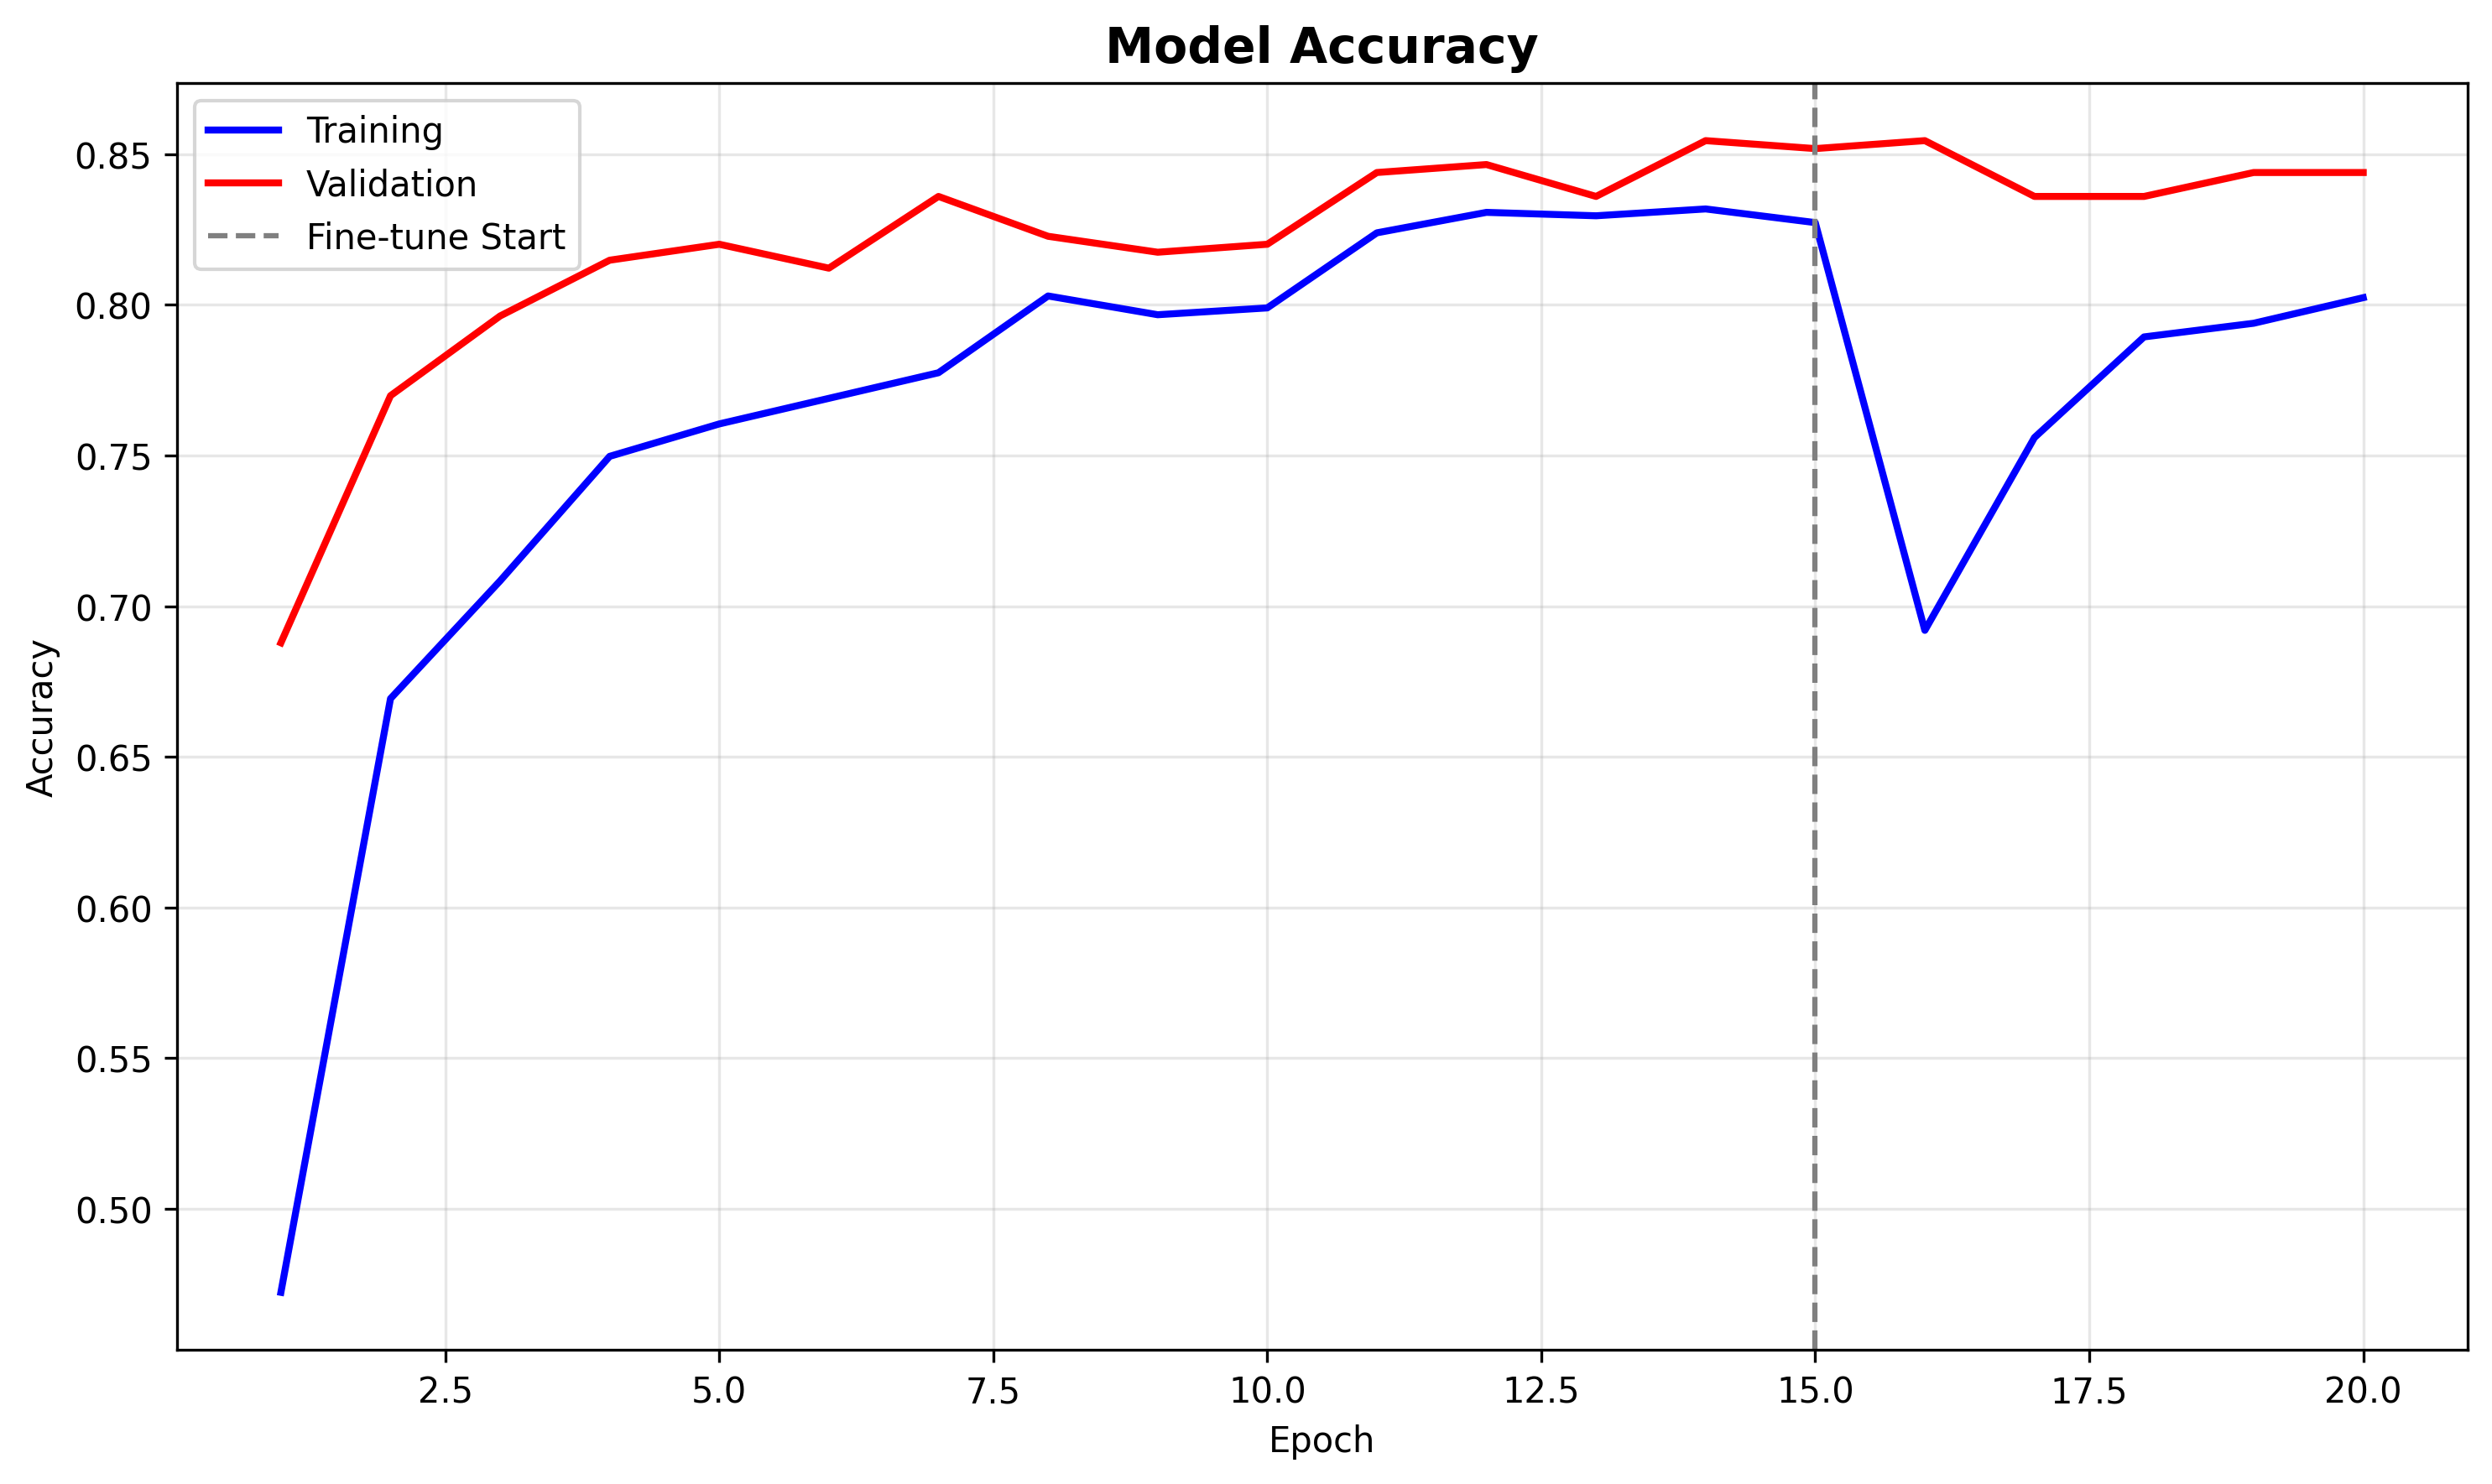 Model Accuracy
Training
Validation
Fine-tune Start
0.85
0.80
0.75
0.70
0.65
0.60
0.55
0.50
Accuracy
2.5 5.0 7.5 10.0 12.5 15.0 17.5 20.0
Epoch